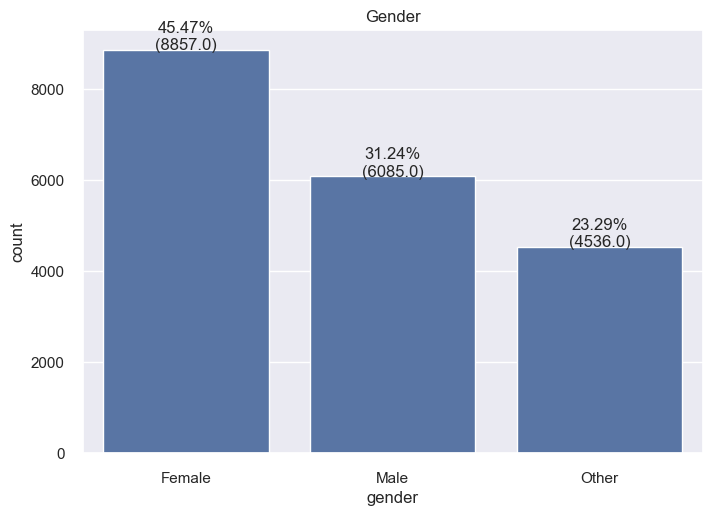 Gender
45.47%
(8857.0)
31.24%
(6085.0)
23.29%
(4536.0)
8000
6000
4000
2000
0
count
Female
Male
Other
gender